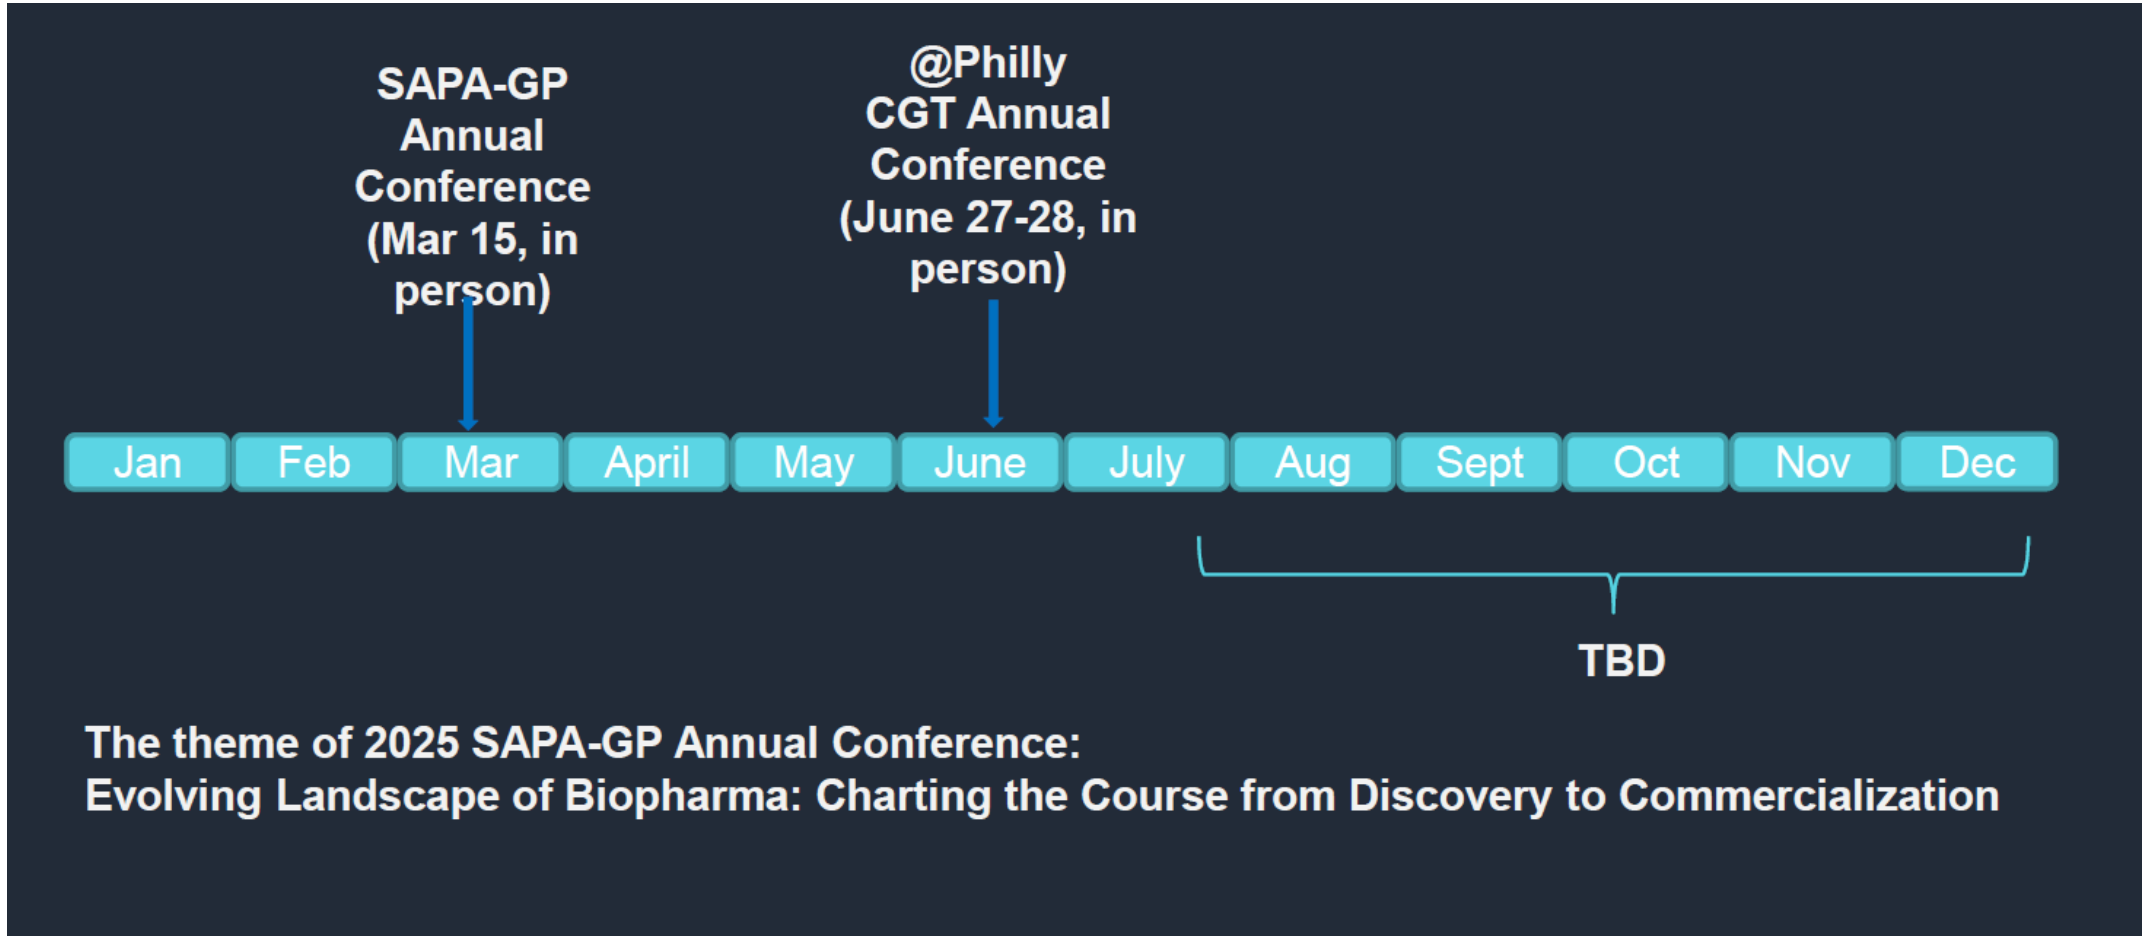 SAPA-GP
Annual
Conference
(Mar 15, in
person)
@Philly
CGT Annual
Conference
(June 27-28, in
person)
Jan
Feb
Mar
April
May
June
July
Aug
Sept
Oct
Nov
Dec
TBD
The theme of 2025 SAPA-GP Annual Conference:
Evolving Landscape of Biopharma: Charting the Course from Discovery to Commercialization